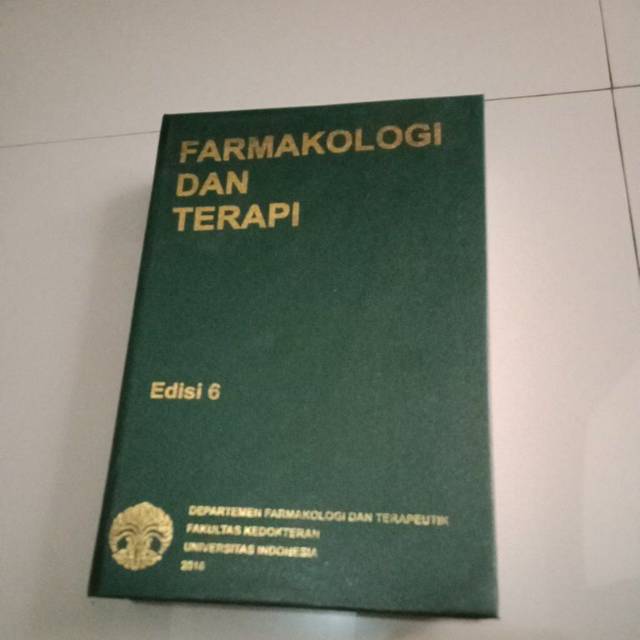 FARMAKOLOGI
DAN
TERAPI
Edisi 6
DEPARTEMEN FARMAKOLOGI DAN TERAPEUTIK
FAKULTAS KEDOKTERAN
UNIVERSITAS INDONESIA
2016